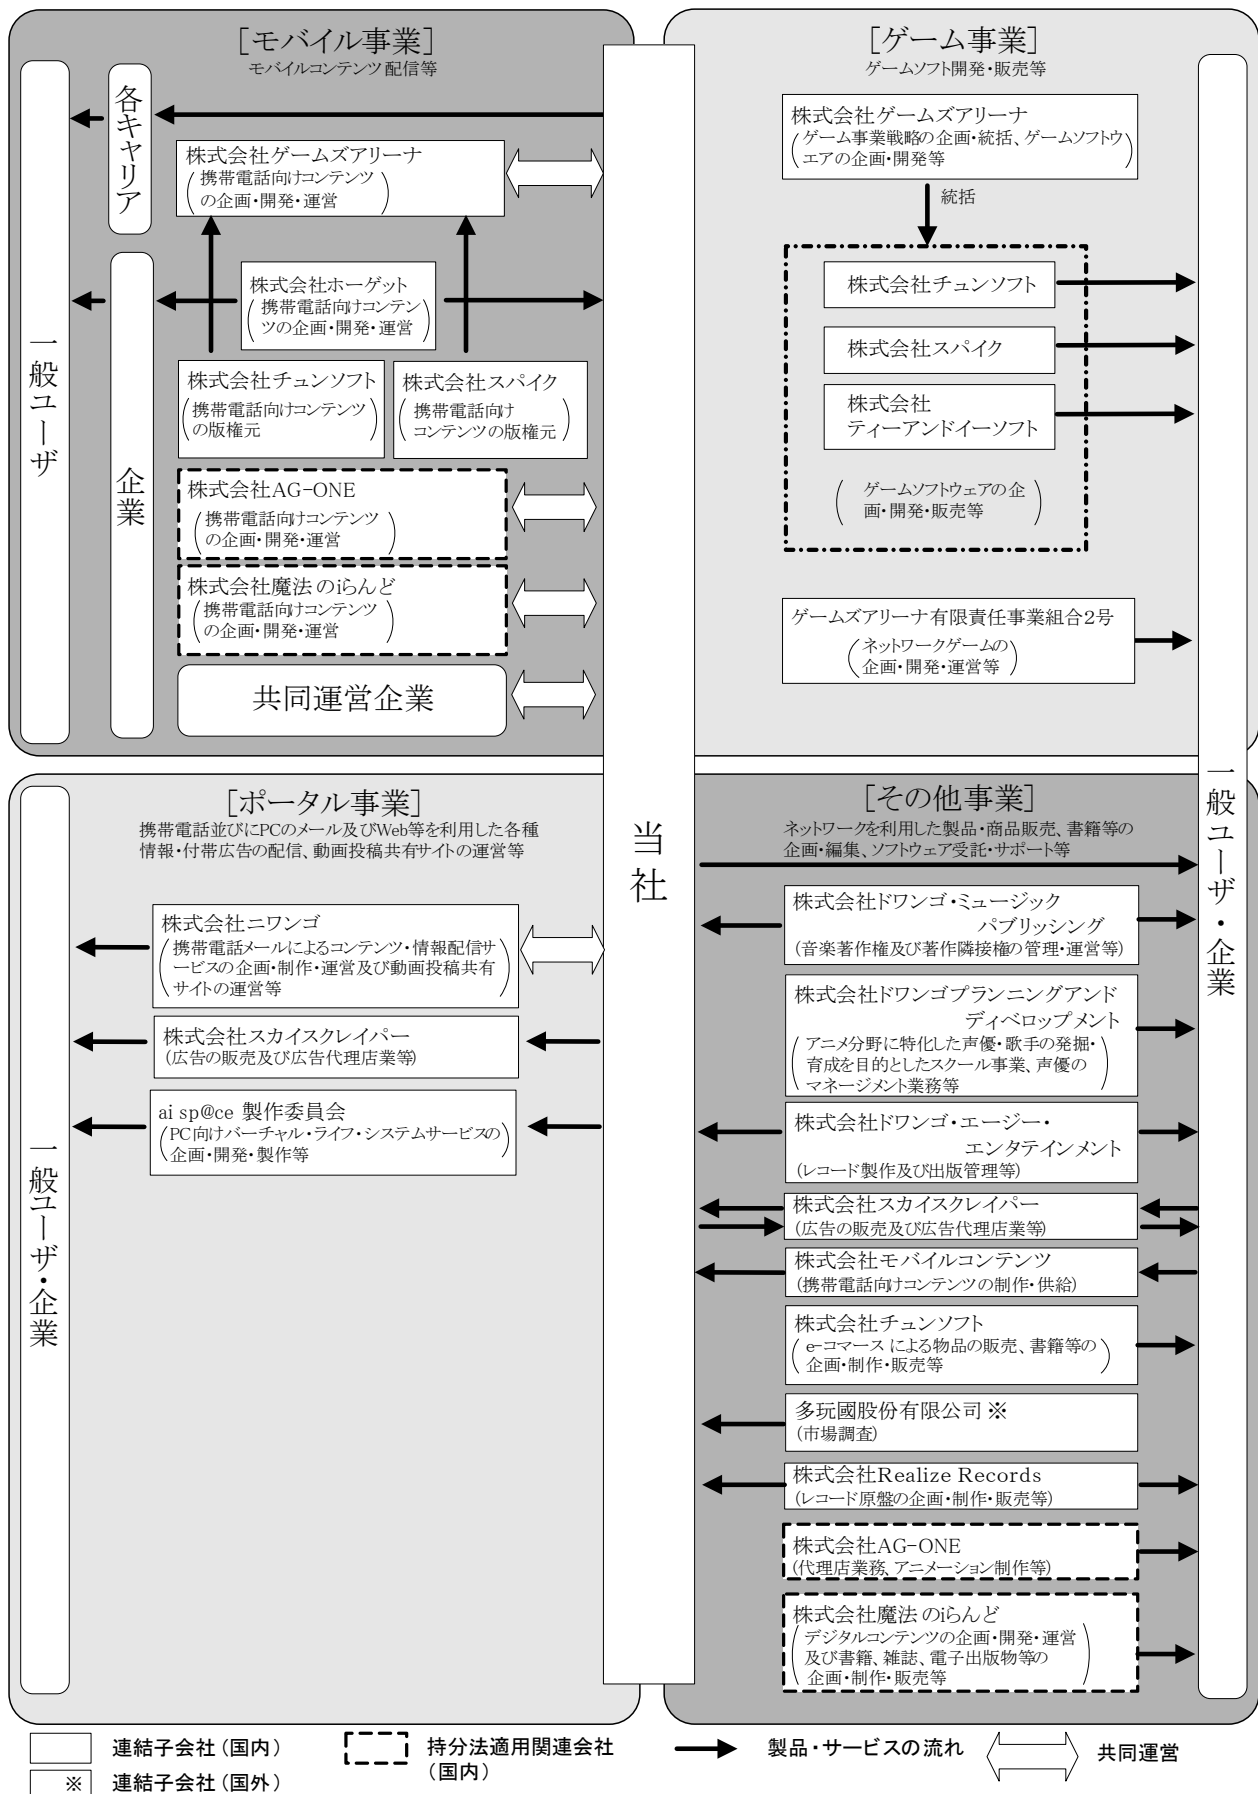 [モバイル事業]
モバイルコンテンツ配信等
各キャリア
株式会社ゲームズアリーナ
(携帯電話向けコンテンツ
の企画・開発・運営)
企業
株式会社ホーゲット
(携帯電話向けコンテン
ツの企画・開発・運営)
一般ユーザ
株式会社チュンソフト
(携帯電話向けコンテンツ
の版権元)
株式会社スパイク
(携帯電話向け
コンテンツの版権元)
株式会社AG-ONE
(携帯電話向けコンテンツ
の企画・開発・運営)
株式会社魔法のiらんど
(携帯電話向けコンテンツ
の企画・開発・運営)
共同運営企業
[ゲーム事業]
ゲームソフト開発・販売等
株式会社ゲームズアリーナ
(ゲーム事業戦略の企画・統括、ゲームソフトウ
エアの企画・開発等)
統括
株式会社チュンソフト
株式会社スパイク
株式会社
ティーアンドイーソフト
(ゲームソフトウェアの企
画・開発・販売等)
ゲームズアリーナ有限責任事業組合2号
(ネットワークゲームの
企画・開発・運営等)
当社
一般ユーザ・企業
[ポータル事業]
携帯電話並びにPCのメール及びWeb等を利用した各種
情報・付帯広告の配信、動画投稿共有サイトの運営等
株式会社ニワンゴ
(携帯電話メールによるコンテンツ・情報配信サ
ービスの企画・制作・運営及び動画投稿共有
サイトの運営等)
株式会社スカイスクレイパー
(広告の販売及び広告代理店業等)
ai sp@ce 製作委員会
(PC向けバーチャル・ライフ・システムサービスの
企画・開発・製作等)
一般ユーザ・企業
[その他事業]
ネットワークを利用した製品・商品販売、書籍等の
企画・編集、ソフトウェア受託・サポート等
株式会社ドワンゴ・ミュージック
パブリッシング
(音楽著作権及び著作隣接権の管理・運営等)
株式会社ドワンゴプランニングアンド
ディベロップメント
(アニメ分野に特化した声優・歌手の発掘・
育成を目的としたスクール事業、声優の
マネージメント業務等)
株式会社ドワンゴ・エージー・
エンタテインメント
(レコード製作及び出版管理等)
株式会社スカイスクレイパー
(広告の販売及び広告代理店業等)
株式会社モバイルコンテンツ
(携帯電話向けコンテンツの制作・供給)
株式会社チュンソフト
(e-コマースによる物品の販売、書籍等の
企画・制作・販売等)
多玩國股份有限公司※
(市場調査)
株式会社Realize Records
(レコード原盤の企画・制作・販売等)
株式会社AG-ONE
(代理店業務、アニメーション制作等)
株式会社魔法のiらんど
(デジタルコンテンツの企画・開発・運営
及び書籍、雑誌、電子出版物等の
企画・制作・販売等)
連結子会社(国内)
持分法適用関連会社
(国内)
製品・サービスの流れ
共同運営
※
連結子会社(国外)